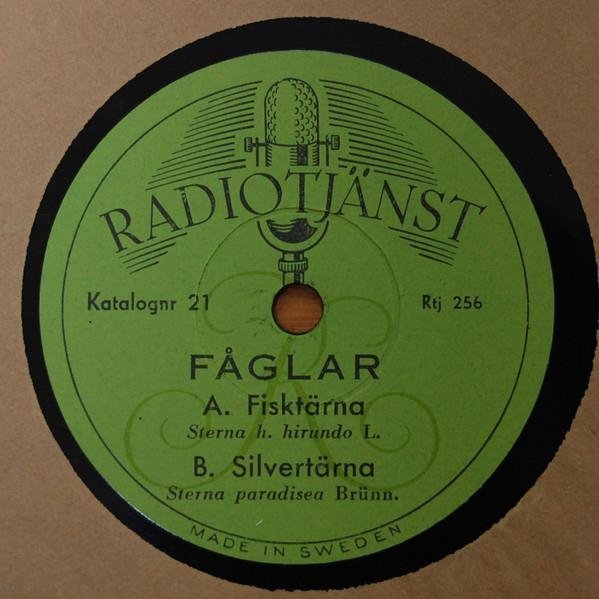 RADIOTJÄNST
Katalognr 21 Rtj 256
FÅGLAR
A. Fisktärna
Sterna h. hirundo L.
B. Silvertärna
Sterna paradisea Brünn.
MADE IN SWEDEN